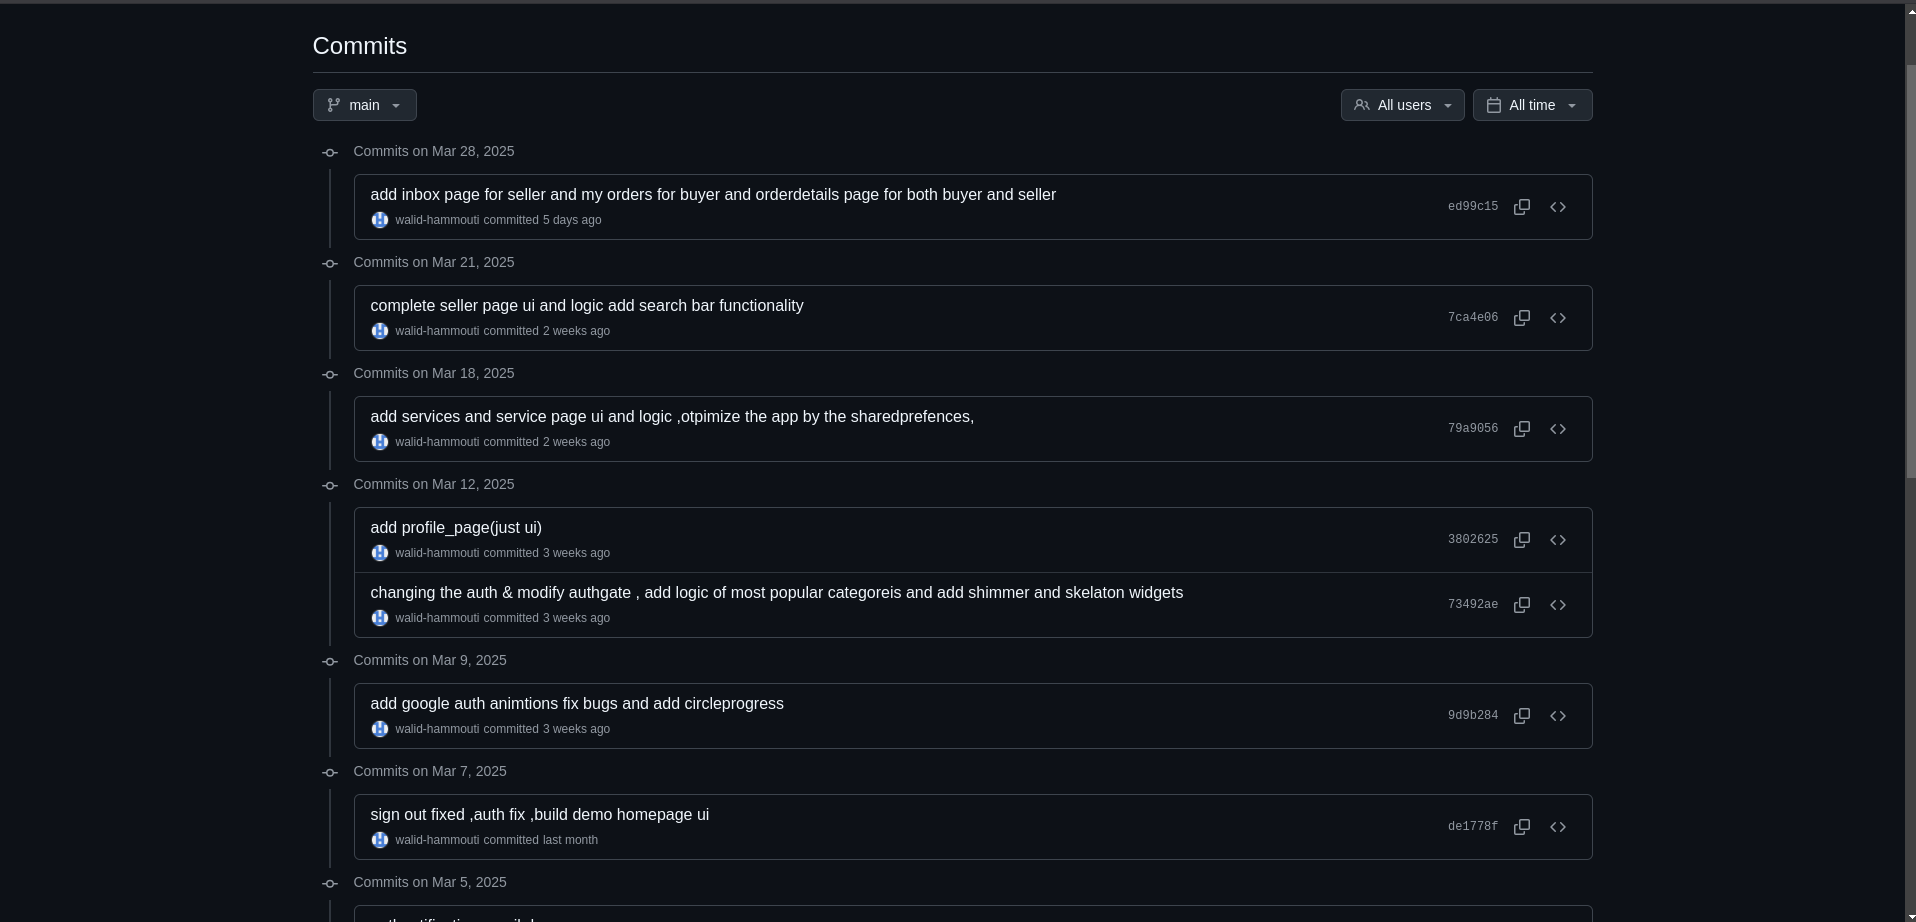 Commits
main
All users
All time
Commits on Mar 28, 2025
add inbox page for seller and my orders for buyer and orderdetails page for both buyer and seller
walid-hammouti committed 5 days ago
ed99c15
Commits on Mar 21, 2025
complete seller page ui and logic add search bar functionality
walid-hammouti committed 2 weeks ago
7ca4e06
Commits on Mar 18, 2025
add services and service page ui and logic ,otpimize the app by the sharedprefences,
walid-hammouti committed 2 weeks ago
79a9056
Commits on Mar 12, 2025
add profile_page(just ui)
walid-hammouti committed 3 weeks ago
3802625
changing the auth & modify authgate , add logic of most popular categoreis and add shimmer and skelaton widgets
walid-hammouti committed 3 weeks ago
73492ae
Commits on Mar 9, 2025
add google auth animtions fix bugs and add circleprogress
walid-hammouti committed 3 weeks ago
9d9b284
Commits on Mar 7, 2025
sign out fixed ,auth fix ,build demo homepage ui
walid-hammouti committed last month
de1778f
Commits on Mar 5, 2025